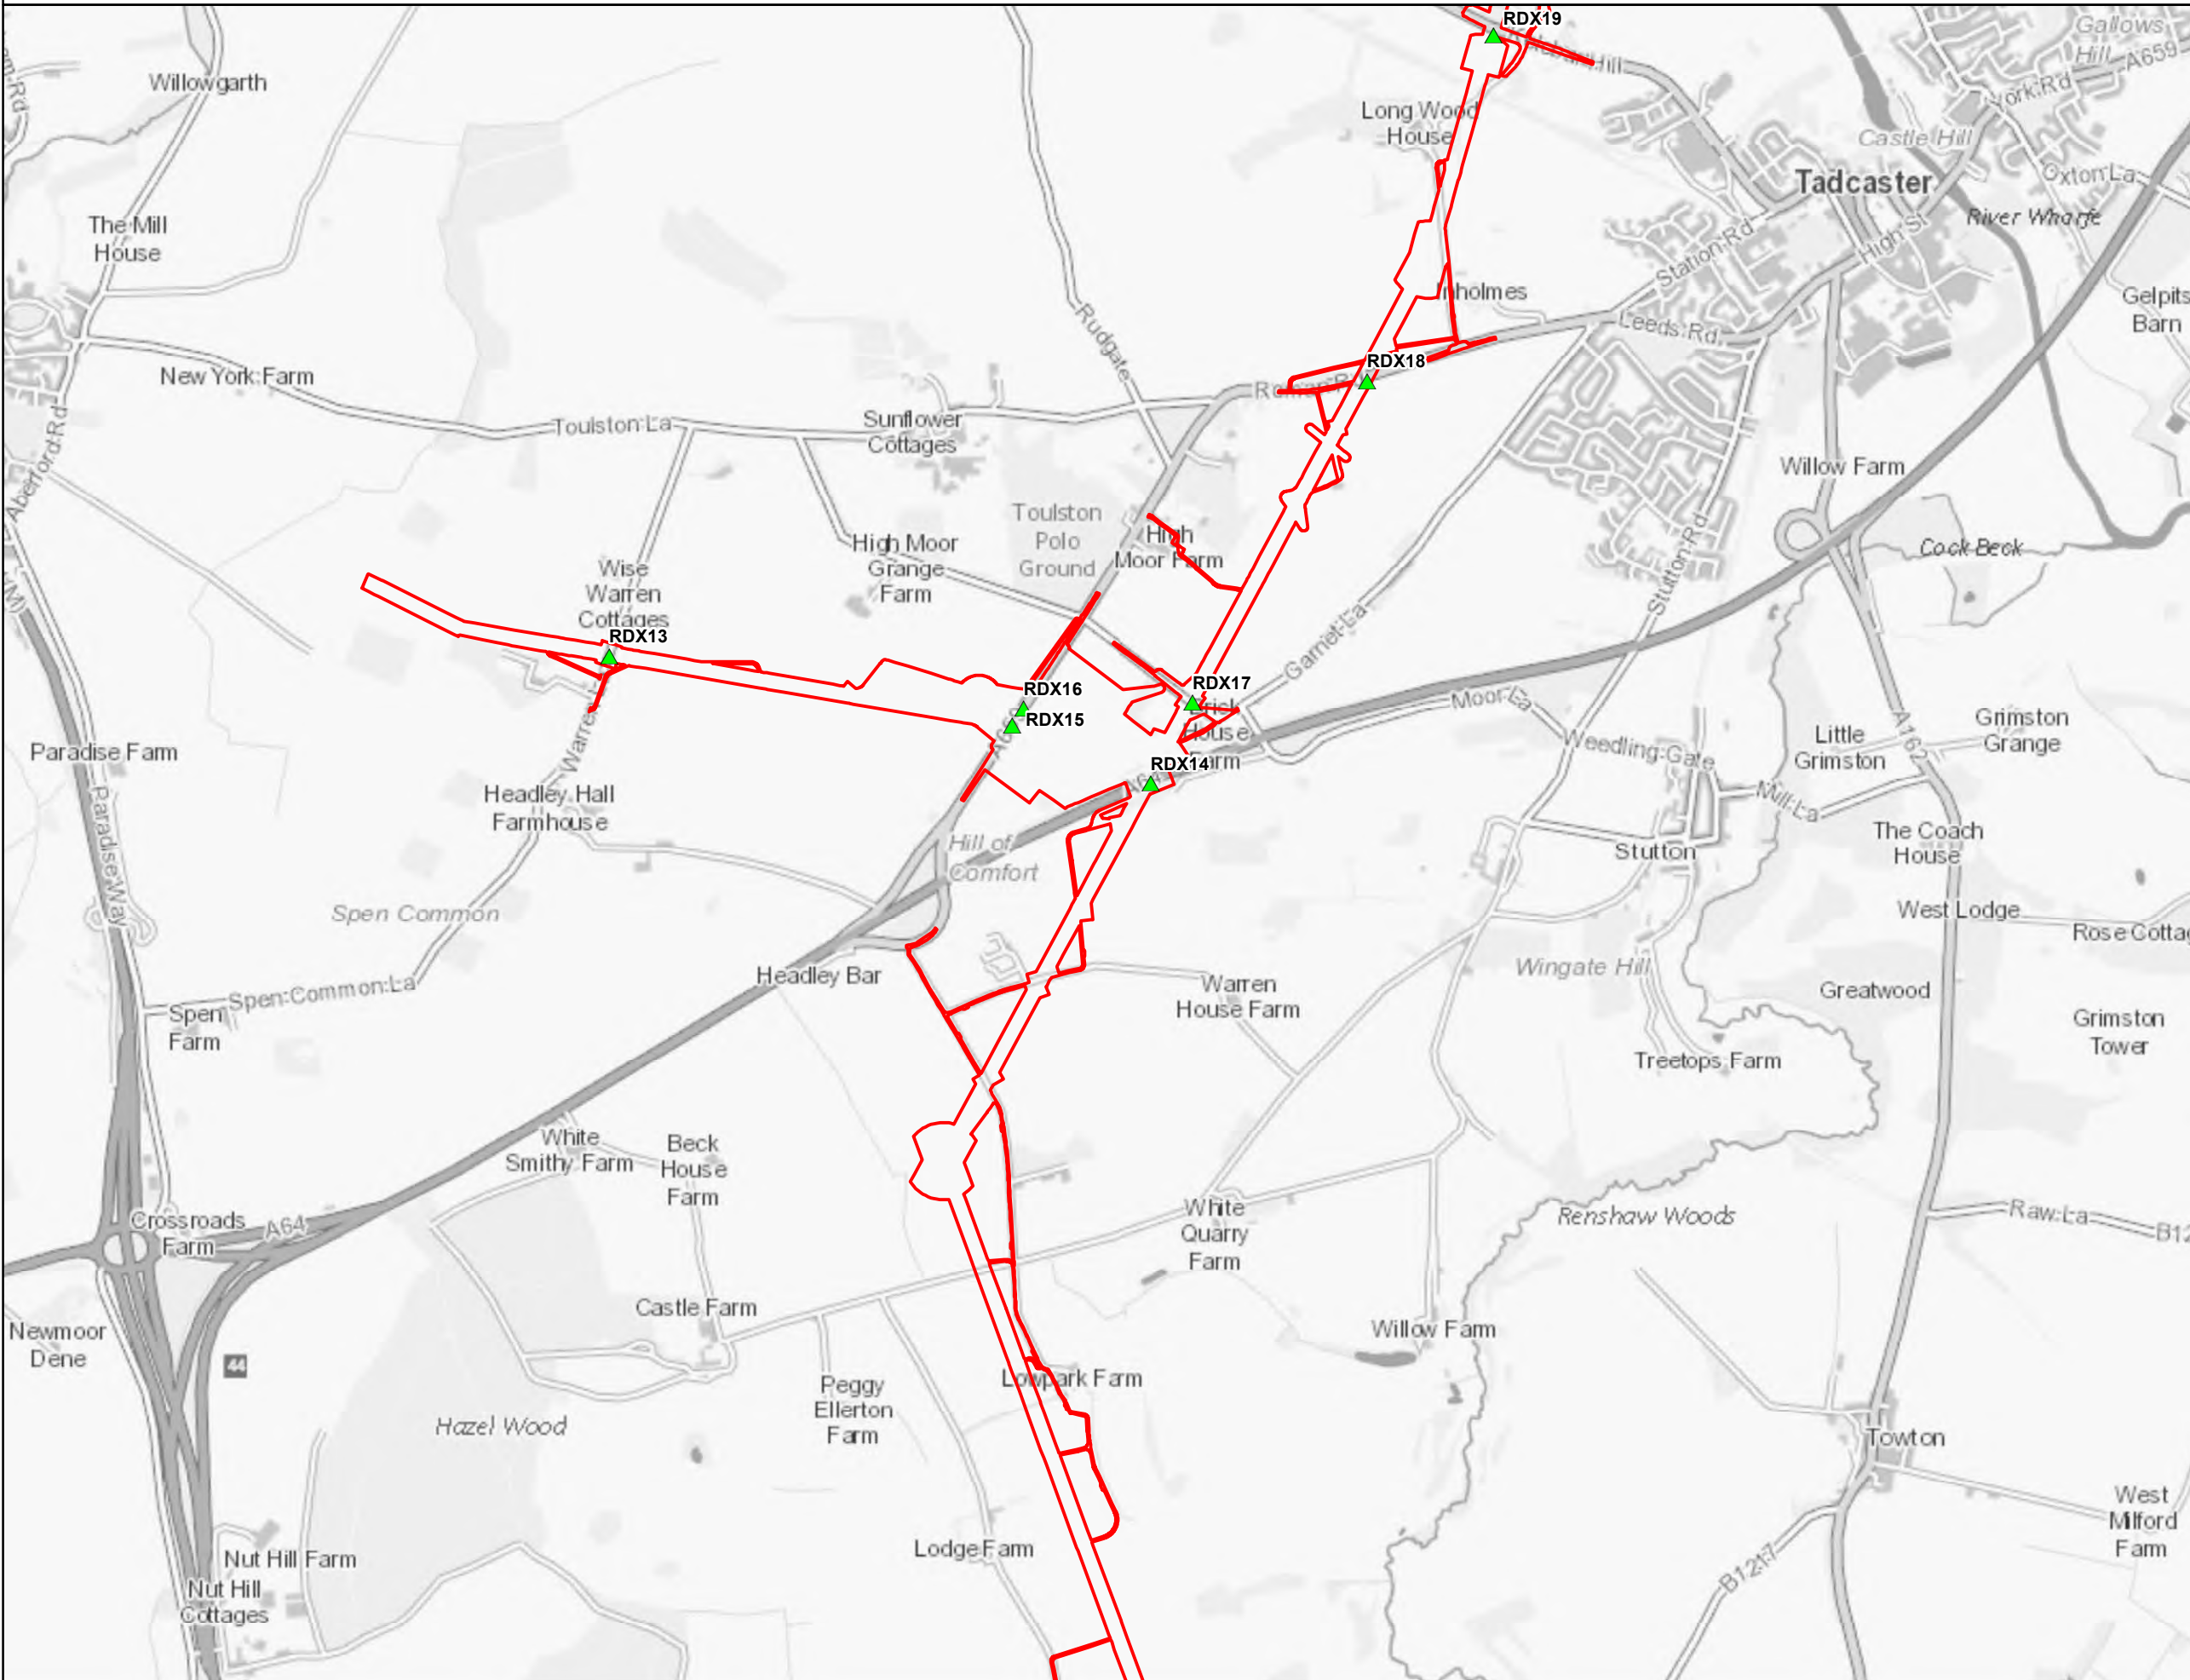 RDX19
Gallows
Hill
A659
York Rd
Willowgarth
Long Wood
House
Castle Hill
Tadcaster
Oxton La
River Wharfe
The Mill
House
Station Rd
High St
Inholmes
Gelpits
Barn
Rudgate
Leeds Rd
RDX18
New York Farm
Aberford Rd
Toulston La
Sunflower
Cottages
Willow Farm
Toulston
Polo
Ground
High
Moor Farm
High Moor
Grange
Farm
Cock Beck
Stutton Rd
Wise
Warren
Cottages
RDX13
Garnet La
RDX16
RDX17
RDX15
Brick
House
Farm
Moor La
Weedling Gate
A162
Grimston
Grange
Little
Grimston
Paradise Farm
Paradise Way
RDX14
Mill La
Headley Hall
Farmhouse
Hill of
Comfort
Stutton
The Coach
House
Spen Common
West Lodge
Rose Cottag
Headley Bar
Spen Common La
Warren
House Farm
Wingate Hill
Greatwood
Spen
Farm
Grimston
Tower
Treetops Farm
White
Smithy Farm
Beck
House
Farm
Crossroads
Farm
A64
White
Quarry
Farm
Renshaw Woods
Raw La
B12
Castle Farm
Newmoor
Dene
44
Willow Farm
Lowpark Farm
Peggy
Ellerton
Farm
Hazel Wood
Towton
West
Milford
Farm
Lodge Farm
Nut Hill Farm
Nut Hill
Cottages
B1217